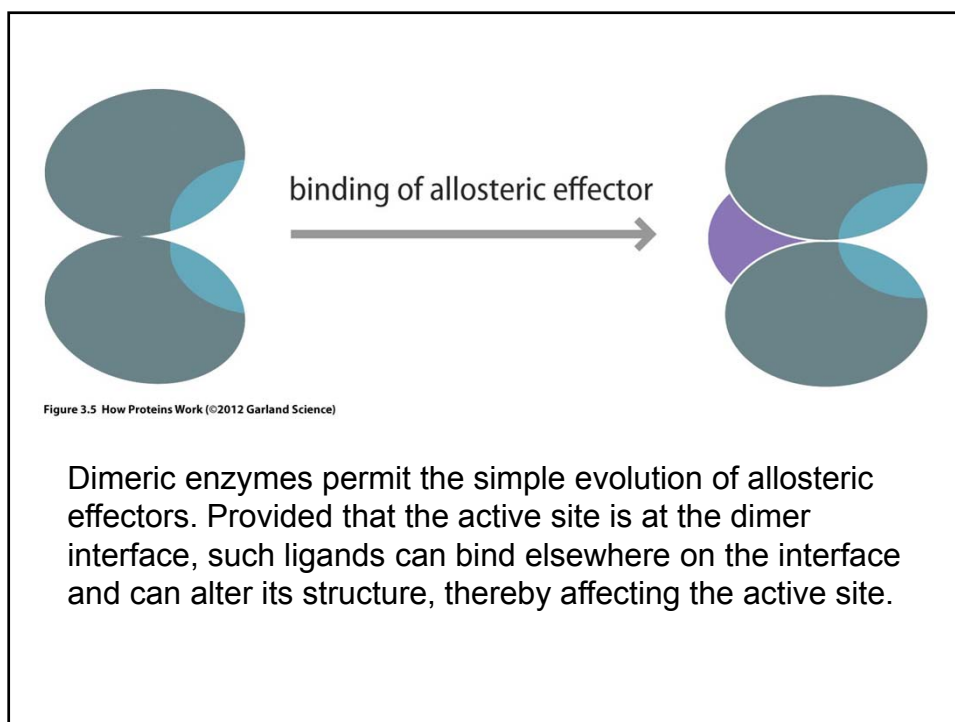 binding of allosteric effector
Figure 3.5 How Proteins Work (©2012 Garland Science)
Dimeric enzymes permit the simple evolution of allosteric
effectors. Provided that the active site is at the dimer
interface, such ligands can bind elsewhere on the interface
and can alter its structure, thereby affecting the active site.